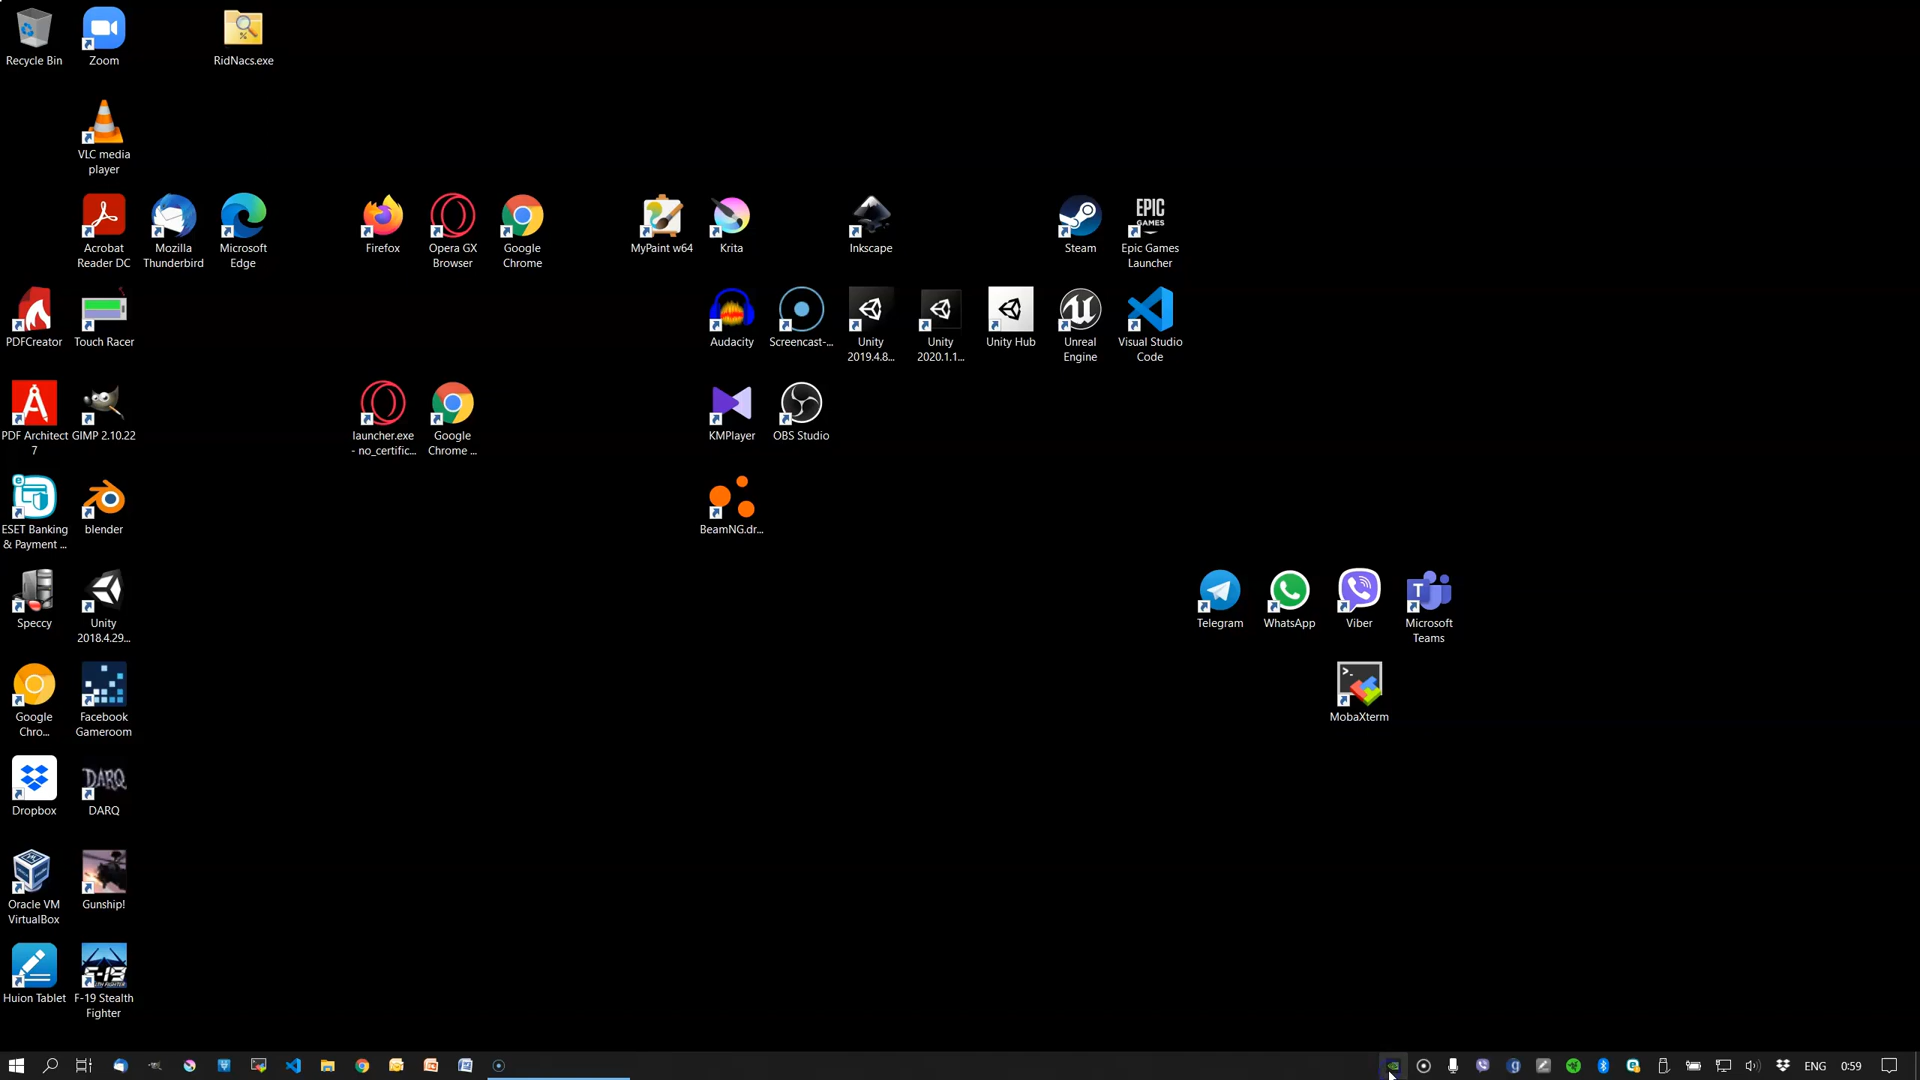 Recycle Bin
Zoom
RidNacs.exe
VLC media
player
Acrobat
Reader DC
Mozilla
Thunderbird
Microsoft
Edge
Firefox
Opera GX
Browser
Google
Chrome
MyPaint w64
Krita
Inkscape
Steam
EPIC
GAMES
Epic Games
Launcher
PDFCreator
Touch Racer
Audacity
Screencast-...
Unity
2019.4.8...
Unity
2020.1.1...
Unity Hub
Unreal
Engine
Visual Studio
Code
PDF Architect
7
GIMP 2.10.22
launcher.exe
- no_certific...
Google
Chrome ...
KMPlayer
OBS Studio
ESET Banking
& Payment ...
blender
BeamNG.dr...
Speccy
Unity
2018.4.29...
Telegram
WhatsApp
Viber
Microsoft
Teams
Google
Chro...
Facebook
Gameroom
MobaXterm
Dropbox
DARQ
DARQ
Oracle VM
VirtualBox
Gunship!
Huion Tablet
F-19
F-19 Stealth
Fighter
ENG
0:59